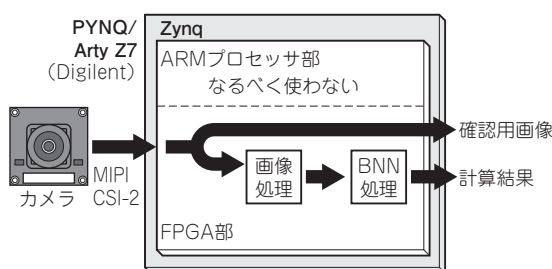 PYNQ/
Arty Z7
(Digilent)
Zynq
ARMプロセッサ部
なるべく使わない
確認用画像
画像
処理
BNN
処理
計算結果
MIPI
CSI-2
カメラ
FPGA部